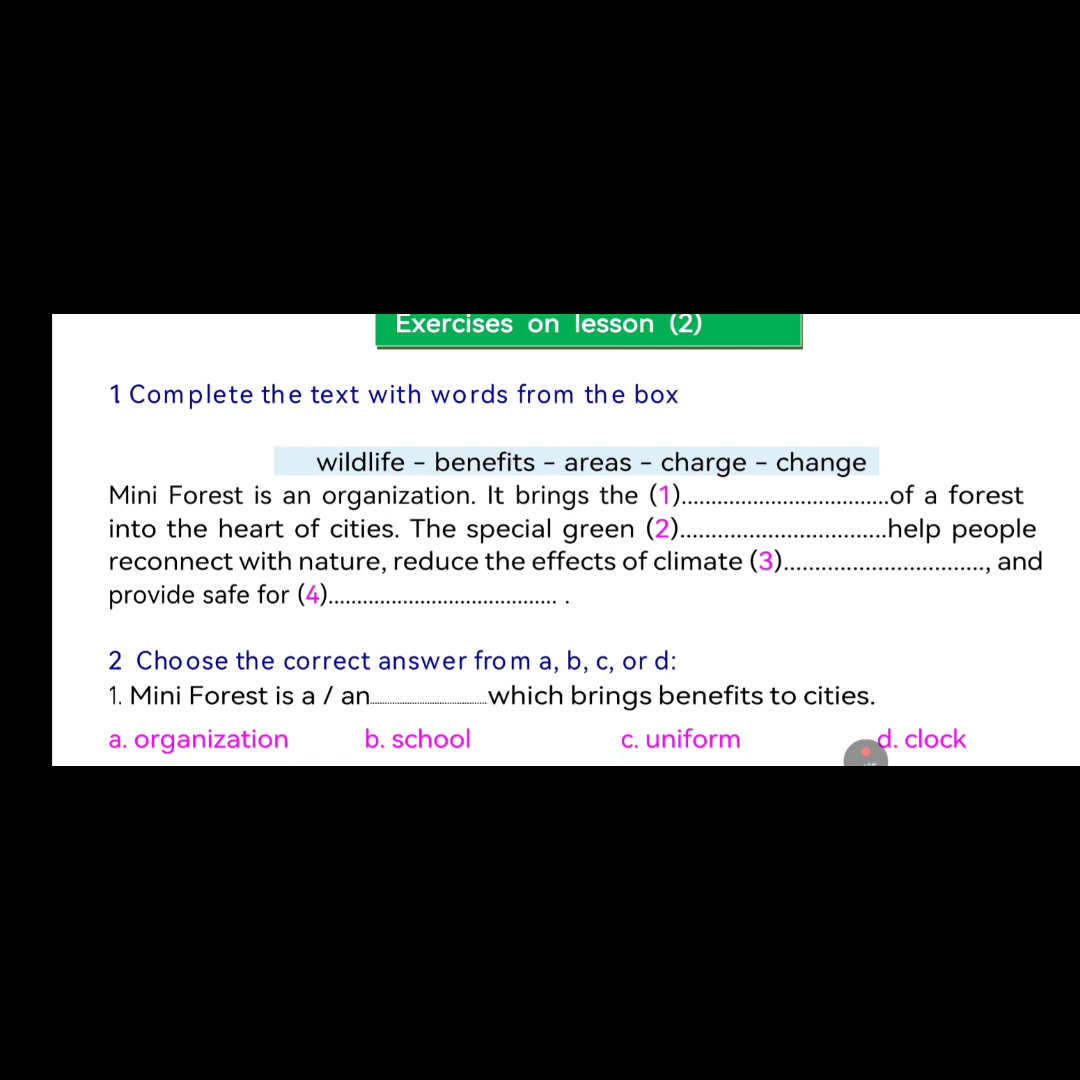 Exercises on lesson (2)
1 Complete the text with words from the box
wildlife - benefits - areas - charge - change
Mini Forest is an organization. It brings the (1)..................................of a forest
into the heart of cities. The special green (2)..................................help people
reconnect with nature, reduce the effects of climate (3)................................, and
provide safe for (4)........................................ .
2 Choose the correct answer from a, b, c, or d:
1. Mini Forest is a / an..............................which brings benefits to cities.
a. organization b. school c. uniform d. clock